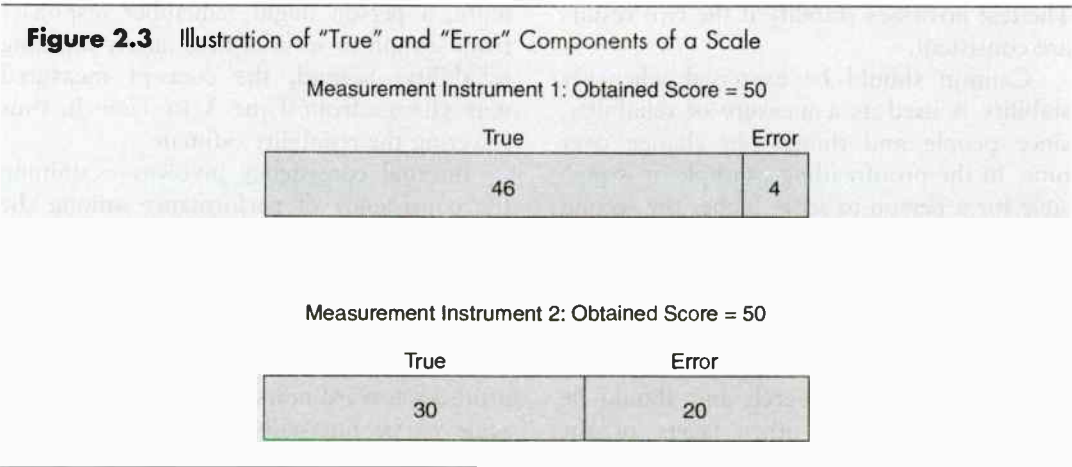 Figure 2.3 Illustration of "True" and "Error" Components of a Scale
Measurement Instrument 1: Obtained Score = 50
True Error
46 4
Measurement Instrument 2: Obtained Score = 50
True Error
30 20